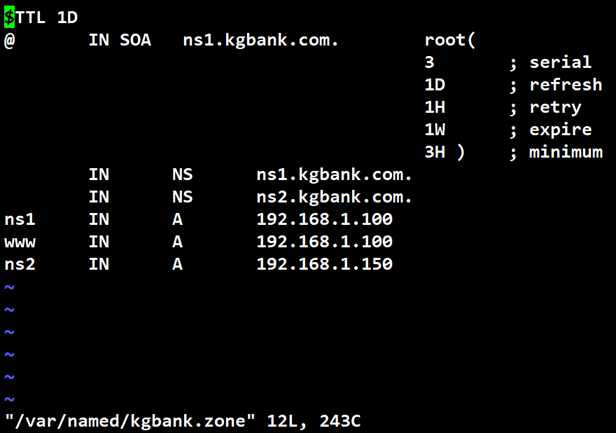 $TTL 1D
@ IN SOA ns1.kgbank.com. root(
3 ; serial
1D ; refresh
1H ; retry
1W ; expire
3H ) ; minimum
IN NS ns1.kgbank.com.
IN NS ns2.kgbank.com.
ns1 IN A 192.168.1.100
www IN A 192.168.1.100
ns2 IN A 192.168.1.150
~
~
~
~
~
~
"/var/named/kgbank.zone" 12L, 243C